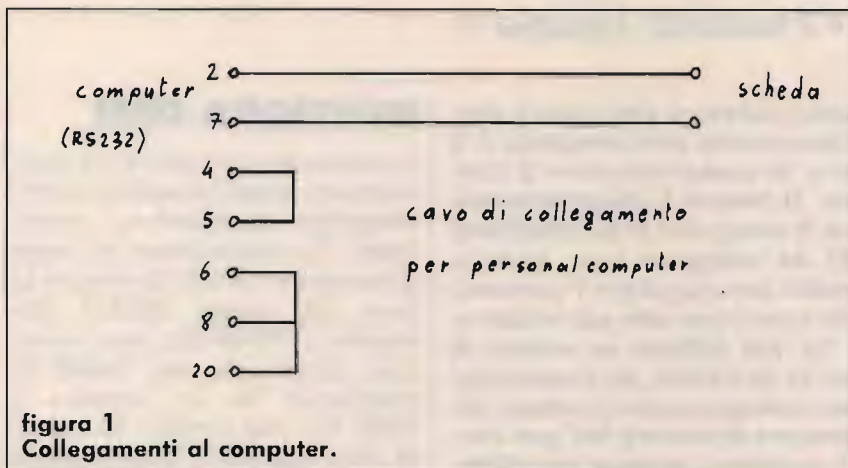 computer
(RS232)
2
7
4
5
6
8
20
scheda
cavo di collegamento
per personal computer
figura 1
Collegamenti al computer.